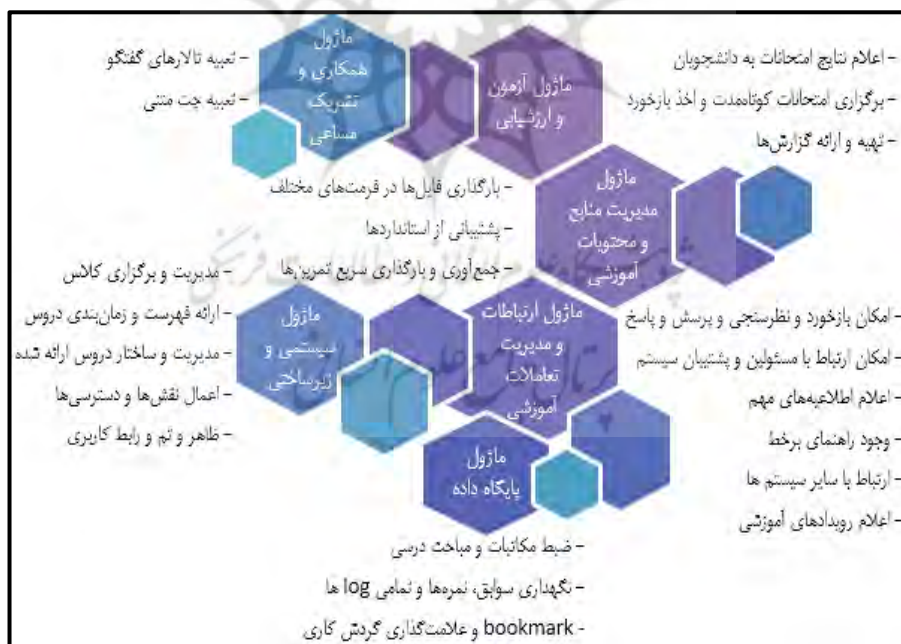 ماژول
همکاری و
تشریک
مساعی
- تعبیه تالارهای گفتگو
- تعبیه چت متنی
ماژول آزمون
و ارزشیابی
- اعلام نتایج امتحانات به دانشجویان
- برگزاری امتحانات کوتاه‌مدت و اخذ بازخورد
- تهیه و ارائه گزارش‌ها
ماژول
مدیریت منابع
و محتویات
آموزشی
- بارگذاری فایل‌ها در فرمت‌های مختلف
- پشتیبانی از استانداردها
- جمع‌آوری و بارگذاری سریع تمرین‌ها
ماژول ارتباطات
و مدیریت
تعاملات
آموزشی
- امکان بازخورد و نظرسنجی و پرسش و پاسخ
- امکان ارتباط با مسئولین و پشتیبان سیستم
- اعلام اطلاعیه‌های مهم
- وجود راهنمای برخط
- ارتباط با سایر سیستم ها
- اعلام رویدادهای آموزشی
ماژول
سیستمی و
زیرساختی
- مدیریت و برگزاری کلاس
- ارائه فهرست و زمان‌بندی دروس
- مدیریت و ساختار دروس ارائه شده
- اعمال نقش‌ها و دسترسی‌ها
- ظاهر و تم و رابط کاربری
ماژول
پایگاه داده
- ضبط مکاتبات و مباحث درسی
- نگهداری سوابق، نمره‌ها و تمامی log ها
- bookmark و علامت‌گذاری گردش کاری